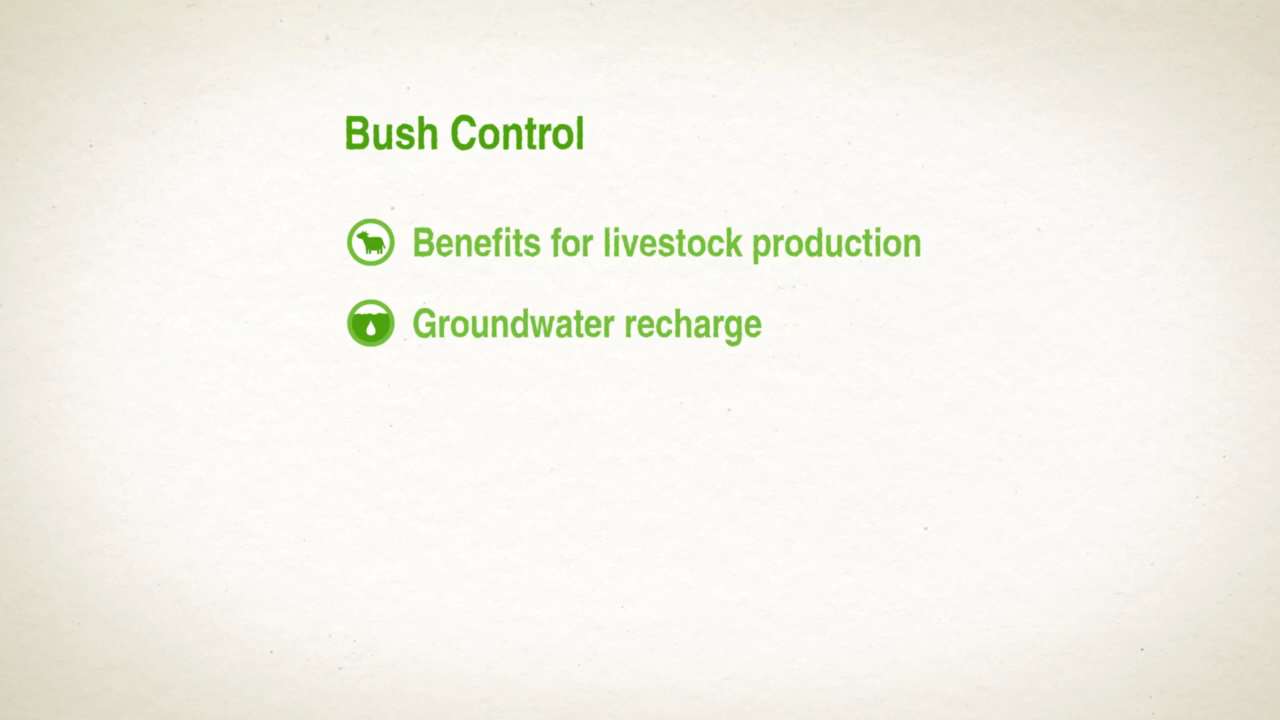 Bush Control
Benefits for livestock production
Groundwater recharge